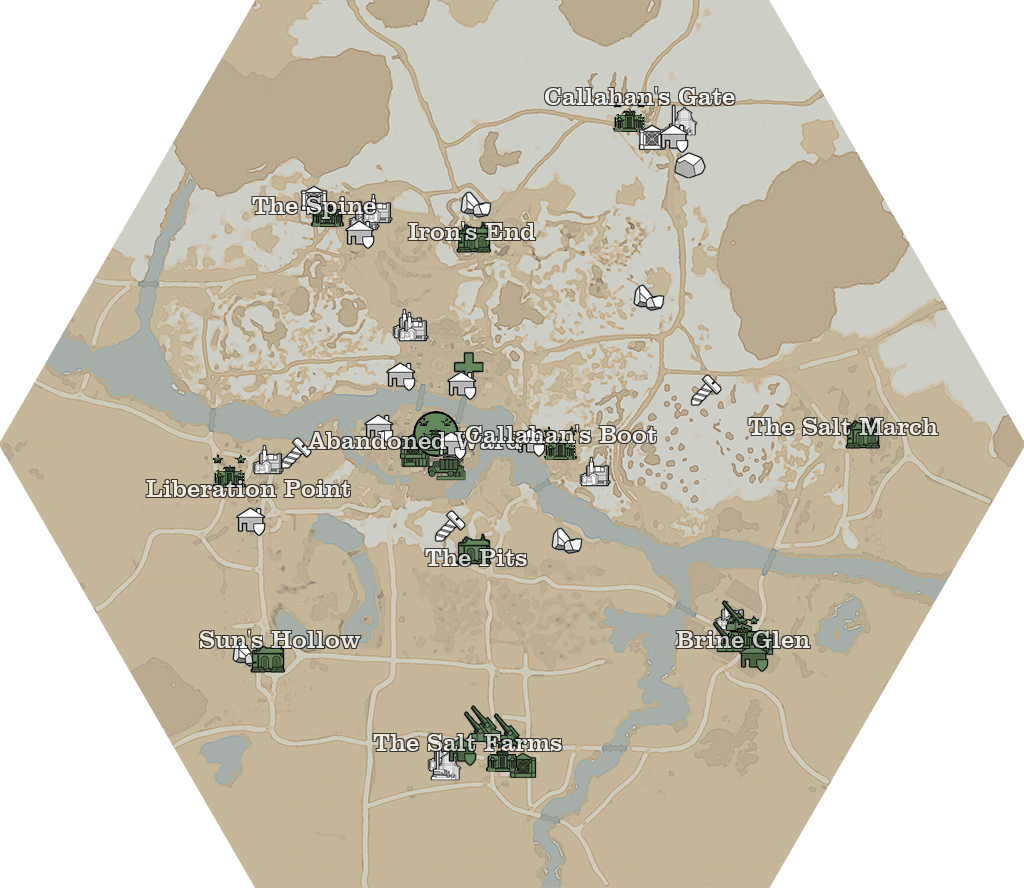 Callahan's Gate
The Spine
Iron's End
The Salt March
Abandoned Ward
Callahan's Boot
Liberation Point
The Pits
Sun's Hollow
Brine Glen
The Salt Farms